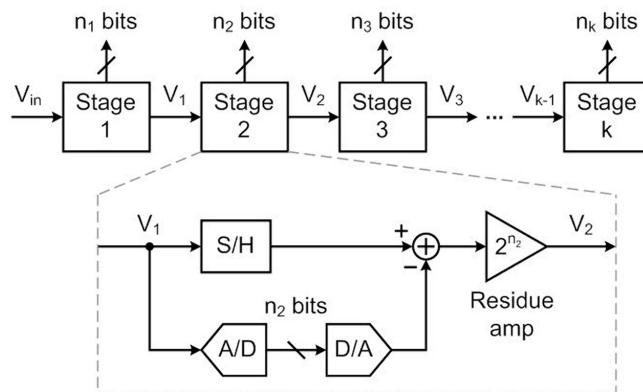 n₁ bits n₂ bits n₃ bits nₖ bits
Vᵢₙ Stage 1 V₁ Stage 2 V₂ Stage 3 V₃ ... Vₖ₋₁ Stage k
V₁ S/H + − + 2ⁿ² V₂
n₂ bits
Residue amp
A/D D/A